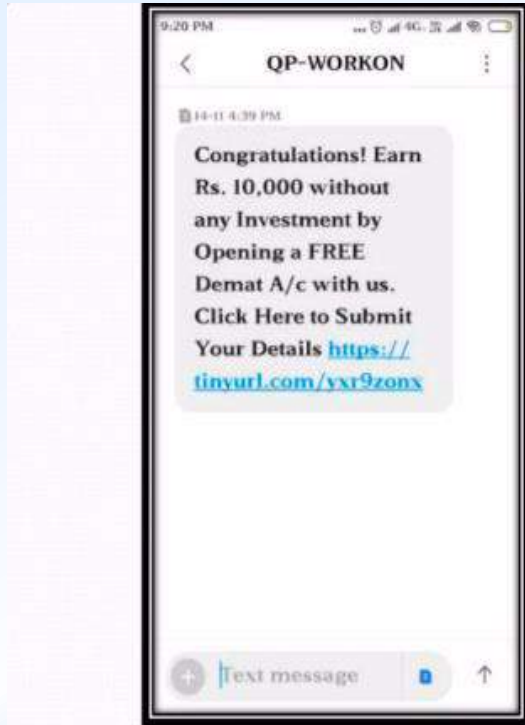 9:20 PM
QP-WORKON
14-11 4:39 PM
Congratulations! Earn
Rs. 10,000 without
any Investment by
Opening a FREE
Demat A/c with us.
Click Here to Submit
Your Details https://
tinyurl.com/yxr9zonx
Text message